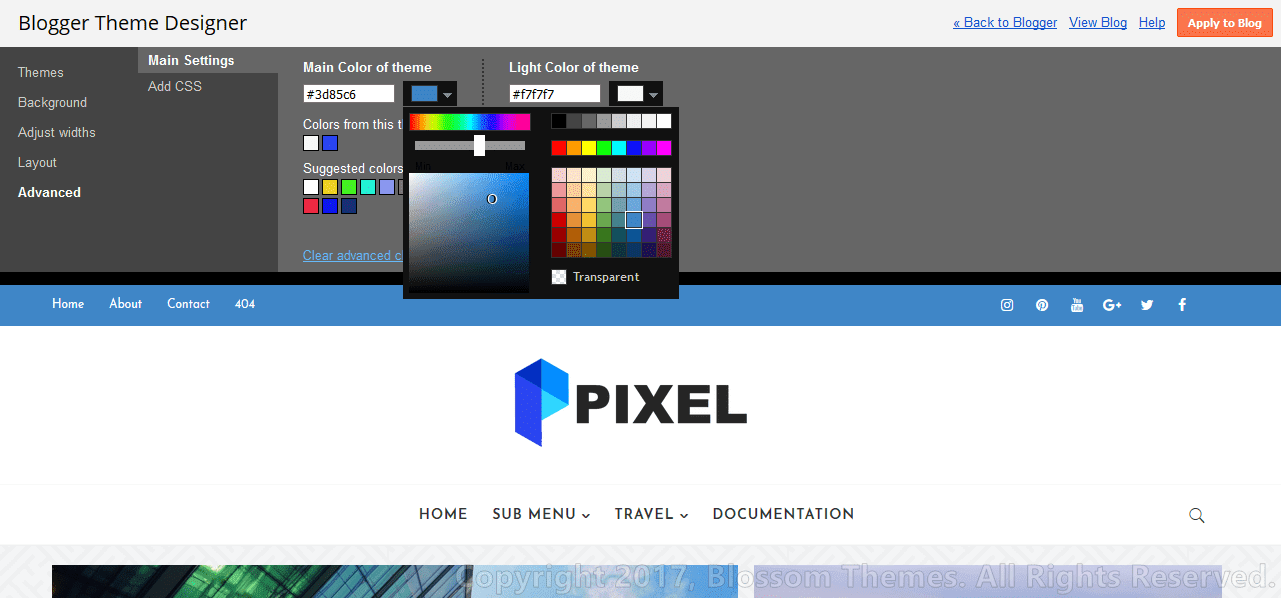 Blogger Theme Designer
« Back to Blogger View Blog Help Apply to Blog
Themes
Background
Adjust widths
Layout
Advanced
Main Settings
Add CSS
Main Color of theme
#3d85c6
Light Color of theme
#f7f7f7
Colors from this t
Suggested colors
Clear advanced c
Min Max
Transparent
Home About Contact 404
You Tube G+ f
PIXEL
HOME SUB MENU TRAVEL DOCUMENTATION
Copyright 2017, Blossom Themes. All Rights Reserved.